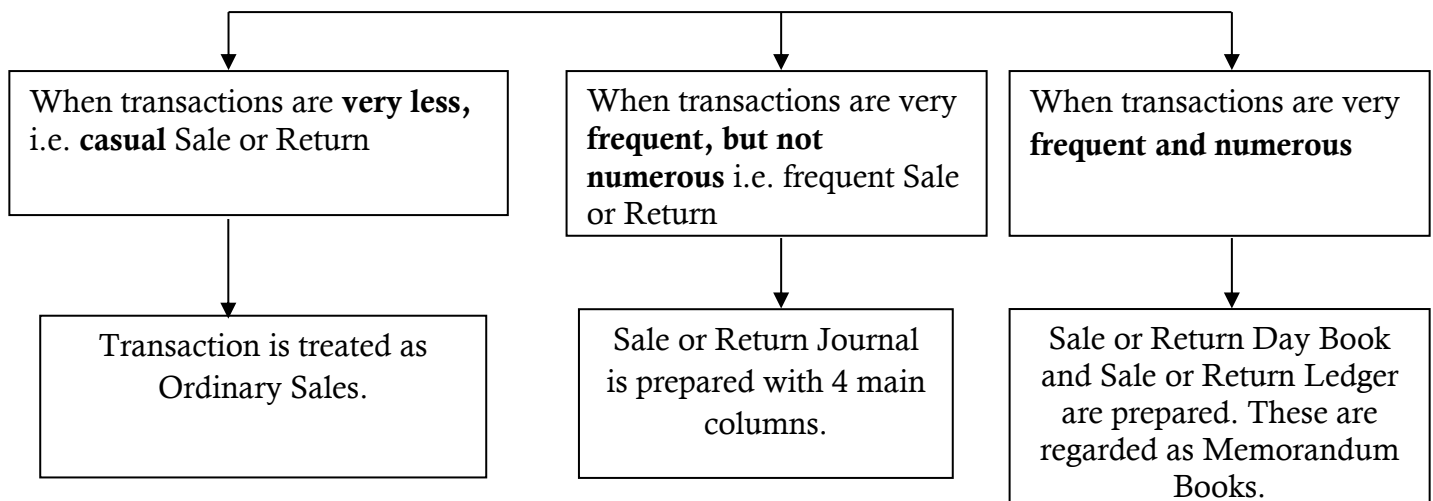 When transactions are very less,
i.e. casual Sale or Return
When transactions are very
frequent, but not
numerous i.e. frequent Sale
or Return
When transactions are very
frequent and numerous
Transaction is treated as
Ordinary Sales.
Sale or Return Journal
is prepared with 4 main
columns.
Sale or Return Day Book
and Sale or Return Ledger
are prepared. These are
regarded as Memorandum
Books.